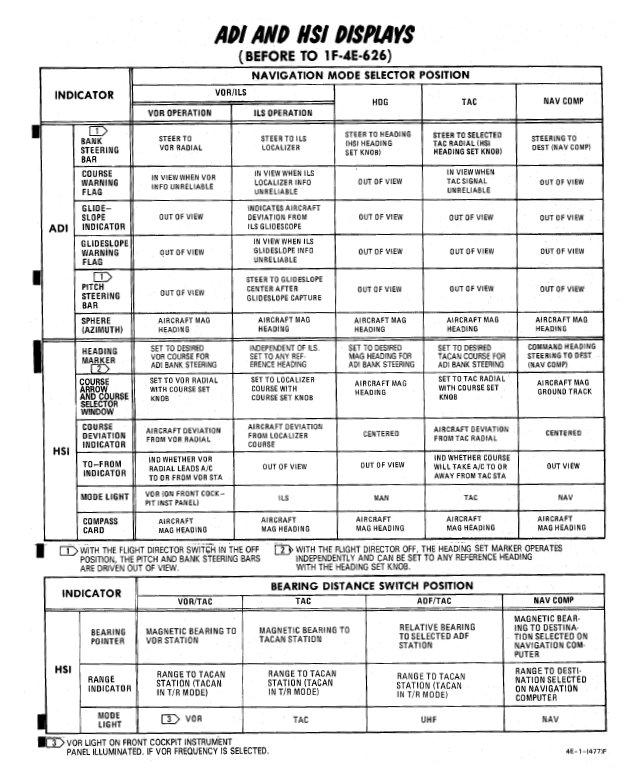 ADI AND HSI DISPLAYS
(BEFORE TO 1F-4E-626)
INDICATOR
NAVIGATION MODE SELECTOR POSITION
VOR/ILS
HDG
TAC
NAV COMP
VOR OPERATION
ILS OPERATION
ADI
1
BANK
STEERING
BAR
STEER TO
VOR RADIAL
STEER TO ILS
LOCALIZER
STEER TO HEADING
(HSI HEADING
SET KNOB)
STEER TO SELECTED
TAC RADIAL (HSI
HEADING SET KNOB)
STEERING TO
DEST (NAV COMP)
COURSE
WARNING
FLAG
IN VIEW WHEN VOR
INFO UNRELIABLE
IN VIEW WHEN ILS
LOCALIZER INFO
UNRELIABLE
OUT OF VIEW
IN VIEW WHEN
TAC SIGNAL
UNRELIABLE
OUT OF VIEW
GLIDE-
SLOPE
INDICATOR
OUT OF VIEW
INDICATES AIRCRAFT
DEVIATION FROM
ILS GLIDESCOPE
OUT OF VIEW
OUT OF VIEW
OUT OF VIEW
GLIDESLOPE
WARNING
FLAG
OUT OF VIEW
IN VIEW WHEN ILS
GLIDESLOPE INFO
UNRELIABLE
OUT OF VIEW
OUT OF VIEW
OUT OF VIEW
1
PITCH
STEERING
BAR
OUT OF VIEW
STEER TO GLIDESLOPE
CENTER AFTER
GLIDESLOPE CAPTURE
OUT OF VIEW
OUT OF VIEW
OUT OF VIEW
SPHERE
(AZIMUTH)
AIRCRAFT MAG
HEADING
AIRCRAFT MAG
HEADING
AIRCRAFT MAG
HEADING
AIRCRAFT MAG
HEADING
AIRCRAFT MAG
HEADING
HSI
HEADING
MARKER
2
SET TO DESIRED
VOR COURSE FOR
ADI BANK STEERING
INDEPENDENT OF ILS.
SET TO ANY REF-
ERENCE HEADING
SET TO DESIRED
MAG HEADING FOR
ADI BANK STEERING
SET TO DESIRED
TACAN COURSE FOR
ADI BANK STEERING
COMMAND HEADING
STEERING TO DEST
(NAV COMP)
COURSE
ARROW
AND COURSE
SELECTOR
WINDOW
SET TO VOR RADIAL
WITH COURSE SET
KNOB
SET TO LOCALIZER
COURSE WITH
COURSE SET KNOB
AIRCRAFT MAG
HEADING
SET TO TAC RADIAL
WITH COURSE SET
KNOB
AIRCRAFT MAG
GROUND TRACK
COURSE
DEVIATION
INDICATOR
AIRCRAFT DEVIATION
FROM VOR RADIAL
AIRCRAFT DEVIATION
FROM LOCALIZER
COURSE
CENTERED
AIRCRAFT DEVIATION
FROM TAC RADIAL
CENTERED
TO-FROM
INDICATOR
IND WHETHER VOR
RADIAL LEADS A/C
TO OR FROM VOR STA
OUT OF VIEW
OUT OF VIEW
IND WHETHER COURSE
WILL TAKE A/C TO OR
AWAY FROM TAC STA
OUT VIEW
MODE LIGHT
VOR (ON FRONT COCK-
PIT INST PANEL)
ILS
MAN
TAC
NAV
COMPASS
CARD
AIRCRAFT
MAG HEADING
AIRCRAFT
MAG HEADING
AIRCRAFT
MAG HEADING
AIRCRAFT
MAG HEADING
AIRCRAFT
MAG HEADING
1 WITH THE FLIGHT DIRECTOR SWITCH IN THE OFF
POSITION, THE PITCH AND BANK STEERING BARS
ARE DRIVEN OUT OF VIEW.
2 WITH THE FLIGHT DIRECTOR OFF, THE HEADING SET MARKER OPERATES
INDEPENDENTLY AND CAN BE SET TO ANY REFERENCE HEADING
WITH THE HEADING SET KNOB.
INDICATOR
BEARING DISTANCE SWITCH POSITION
VOR/TAC
TAC
ADF/TAC
NAV COMP
HSI
BEARING
POINTER
MAGNETIC BEARING TO
VOR STATION
MAGNETIC BEARING TO
TACAN STATION
RELATIVE BEARING
TO SELECTED ADF
STATION
MAGNETIC BEAR-
ING TO DESTINA-
TION SELECTED ON
NAVIGATION COM-
PUTER
RANGE
INDICATOR
RANGE TO TACAN
STATION (TACAN
IN T/R MODE)
RANGE TO TACAN
STATION (TACAN
IN T/R MODE)
RANGE TO TACAN
STATION (TACAN
IN T/R MODE)
RANGE TO DESTI-
NATION SELECTED
ON NAVIGATION
COMPUTER
MODE
LIGHT
3 VOR
TAC
UHF
NAV
3 VOR LIGHT ON FRONT COCKPIT INSTRUMENT
PANEL ILLUMINATED, IF VOR FREQUENCY IS SELECTED.
4E-1-(477)F